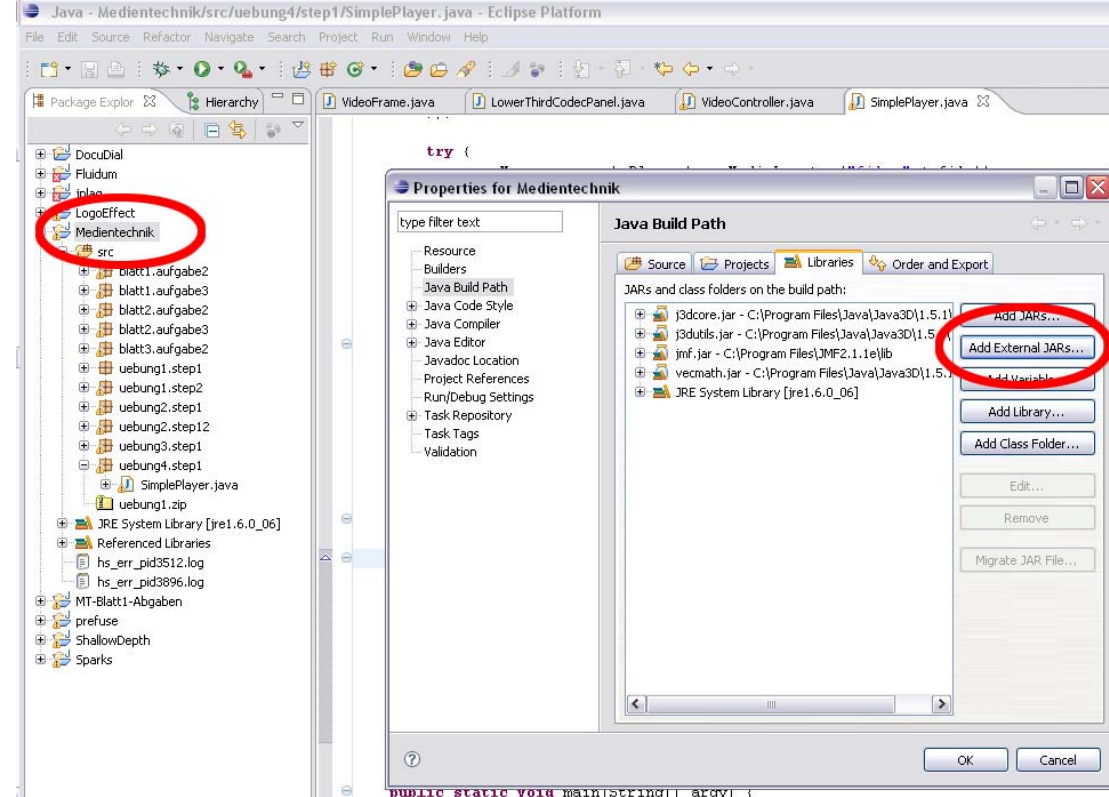 Java - Medientechnik/src/uebung4/step1/SimplePlayer.java - Eclipse Platform
File Edit Source Refactor Navigate Search Project Run Window Help
Package Explor Hierarchy
VideoFrame.java LowerThirdCodecPanel.java VideoController.java SimplePlayer.java
DocuDial
Fluidum
jplag
LogoEffect
Medientechnik
src
blatt1.aufgabe2
blatt1.aufgabe3
blatt2.aufgabe2
blatt2.aufgabe3
blatt3.aufgabe2
uebung1.step1
uebung1.step2
uebung2.step1
uebung2.step12
uebung3.step1
uebung4.step1
SimplePlayer.java
uebung1.zip
JRE System Library [jre1.6.0_06]
Referenced Libraries
hs_err_pid3512.log
hs_err_pid3896.log
MT-Blatt1-Abgaben
prefuse
ShallowDepth
Sparks
try {
Properties for Medientechnik
type filter text
Resource
Builders
Java Build Path
Java Code Style
Java Compiler
Java Editor
Javadoc Location
Project References
Run/Debug Settings
Task Repository
Task Tags
Validation
Java Build Path
Source Projects Libraries Order and Export
JARs and class folders on the build path:
j3dcore.jar - C:\Program Files\Java\Java3D\1.5.1\
j3dutils.jar - C:\Program Files\Java\Java3D\1.5.
jmf.jar - C:\Program Files\JMF2.1.1e\lib
vecmath.jar - C:\Program Files\Java\Java3D\1.5.
JRE System Library [jre1.6.0_06]
Add JARs...
Add External JARs...
Add Variable...
Add Library...
Add Class Folder...
Edit...
Remove
Migrate JAR File...
OK Cancel
public static void main(String[] argv) {